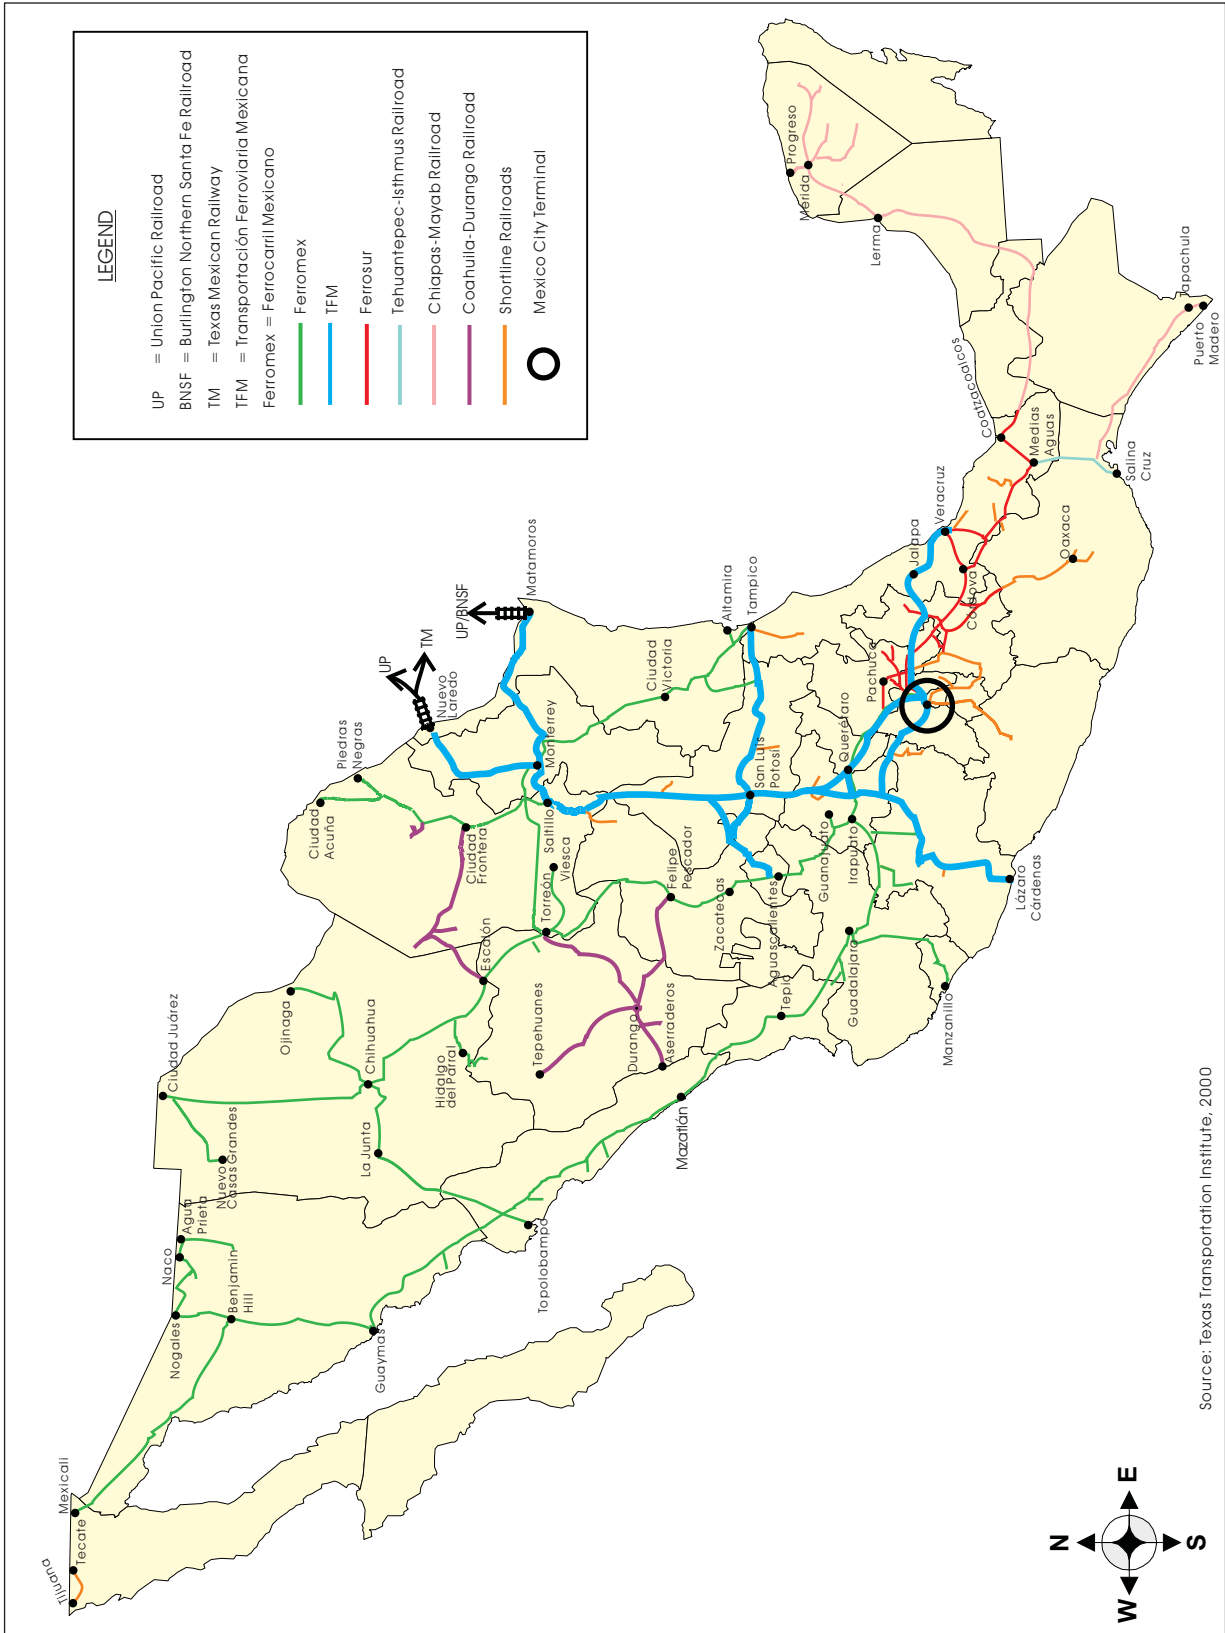 LEGEND
UP = Union Pacific Railroad
BNSF = Burlington Northern Santa Fe Railroad
TM = Texas Mexican Railway
TFM = Transportación Ferroviaria Mexicana
Ferromex = Ferrocarril Mexicano
Ferromex
TFM
Ferrosur
Tehuantepec-Isthmus Railroad
Chiapas-Mayab Railroad
Coahuila-Durango Railroad
Shortline Railroads
Mexico City Terminal
Tijuana
Tecate
Mexicali
Nogales
Naco
Agua
Prieta
Benjamin
Hill
Nuevo
Casas Grandes
Ciudad Juárez
Guaymas
La Junta
Chihuahua
Ojinaga
Topolobampo
Hidalgo
del Parral
Escalón
Ciudad
Acuña
Piedras
Negras
Ciudad
Frontera
UP
TM
Nuevo
Laredo
UP/BNSF
Matamoros
Monterrey
Saltillo
Viesca
Torreón
Tepehuanes
Durango
Aserraderos
Mazatlán
Felipe
Pescador
Zacatecas
Ciudad
Victoria
Altamira
Tampico
San Luis
Potosí
Aguascalientes
Tepic
Guanajuato
Irapuato
Querétaro
Guadalajara
Manzanillo
Lázaro
Cárdenas
Pachuca
Jalapa
Veracruz
Córdova
Oaxaca
Coatzacoalcos
Medias
Aguas
Salina
Cruz
Lerma
Mérida
Progreso
Tapachula
Puerto
Madero
N
W
E
S
Source: Texas Transportation Institute, 2000